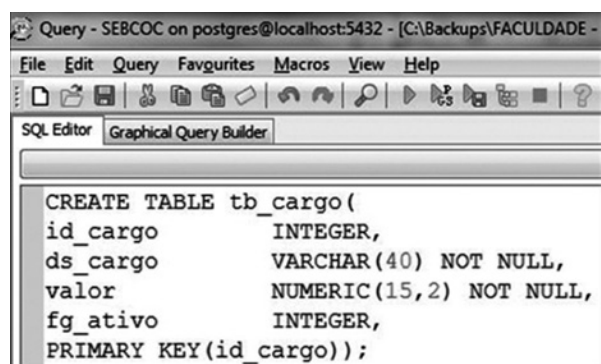 Query - SEBCOC on postgres@localhost:5432 - [C:\Backups\FACULDADE -
File Edit Query Favourites Macros View Help
SQL Editor Graphical Query Builder
CREATE TABLE tb_cargo(
id_cargo INTEGER,
ds_cargo VARCHAR(40) NOT NULL,
valor NUMERIC(15,2) NOT NULL,
fg_ativo INTEGER,
PRIMARY KEY(id_cargo));